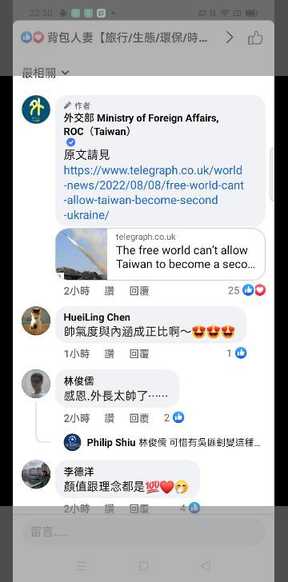 22:50
背包人妻【旅行/生態/環保/時...
最相關
作者
外交部 Ministry of Foreign Affairs,
ROC（Taiwan）
原文請見
https://www.telegraph.co.uk/world
-news/2022/08/08/free-world-cant
-allow-taiwan-become-second
-ukraine/
telegraph.co.uk
The free world can't allow
Taiwan to become a seco...
2小時 讚 回覆 25
HueiLing Chen
帥氣度與內涵成正比啊～😍😍😍
1小時 讚 回覆 1
林俊儒
感恩.外長太帥了⋯⋯
2小時 讚 回覆 2
Philip Shiu 林俊儒 可惜有吳
李德洋
顏值跟理念都是💯❤️🤭
2小時 讚 回覆 4
留言......